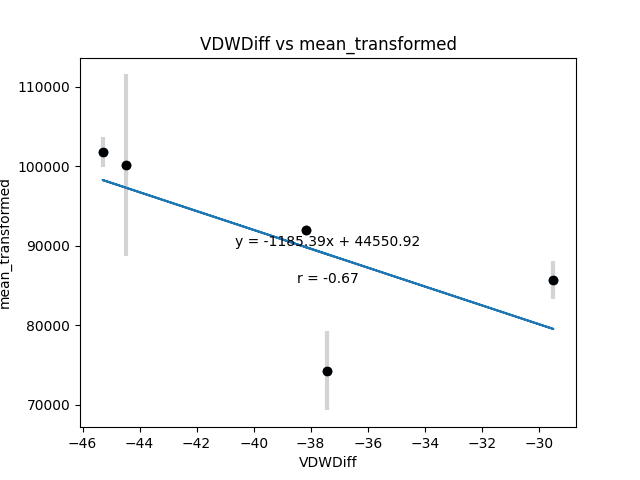 VDWDiff vs mean_transformed
mean_transformed
110000
100000
90000
80000
70000
y = -1185.39x + 44550.92
r = -0.67
−46
−44
−42
−40
−38
−36
−34
−32
−30
VDWDiff